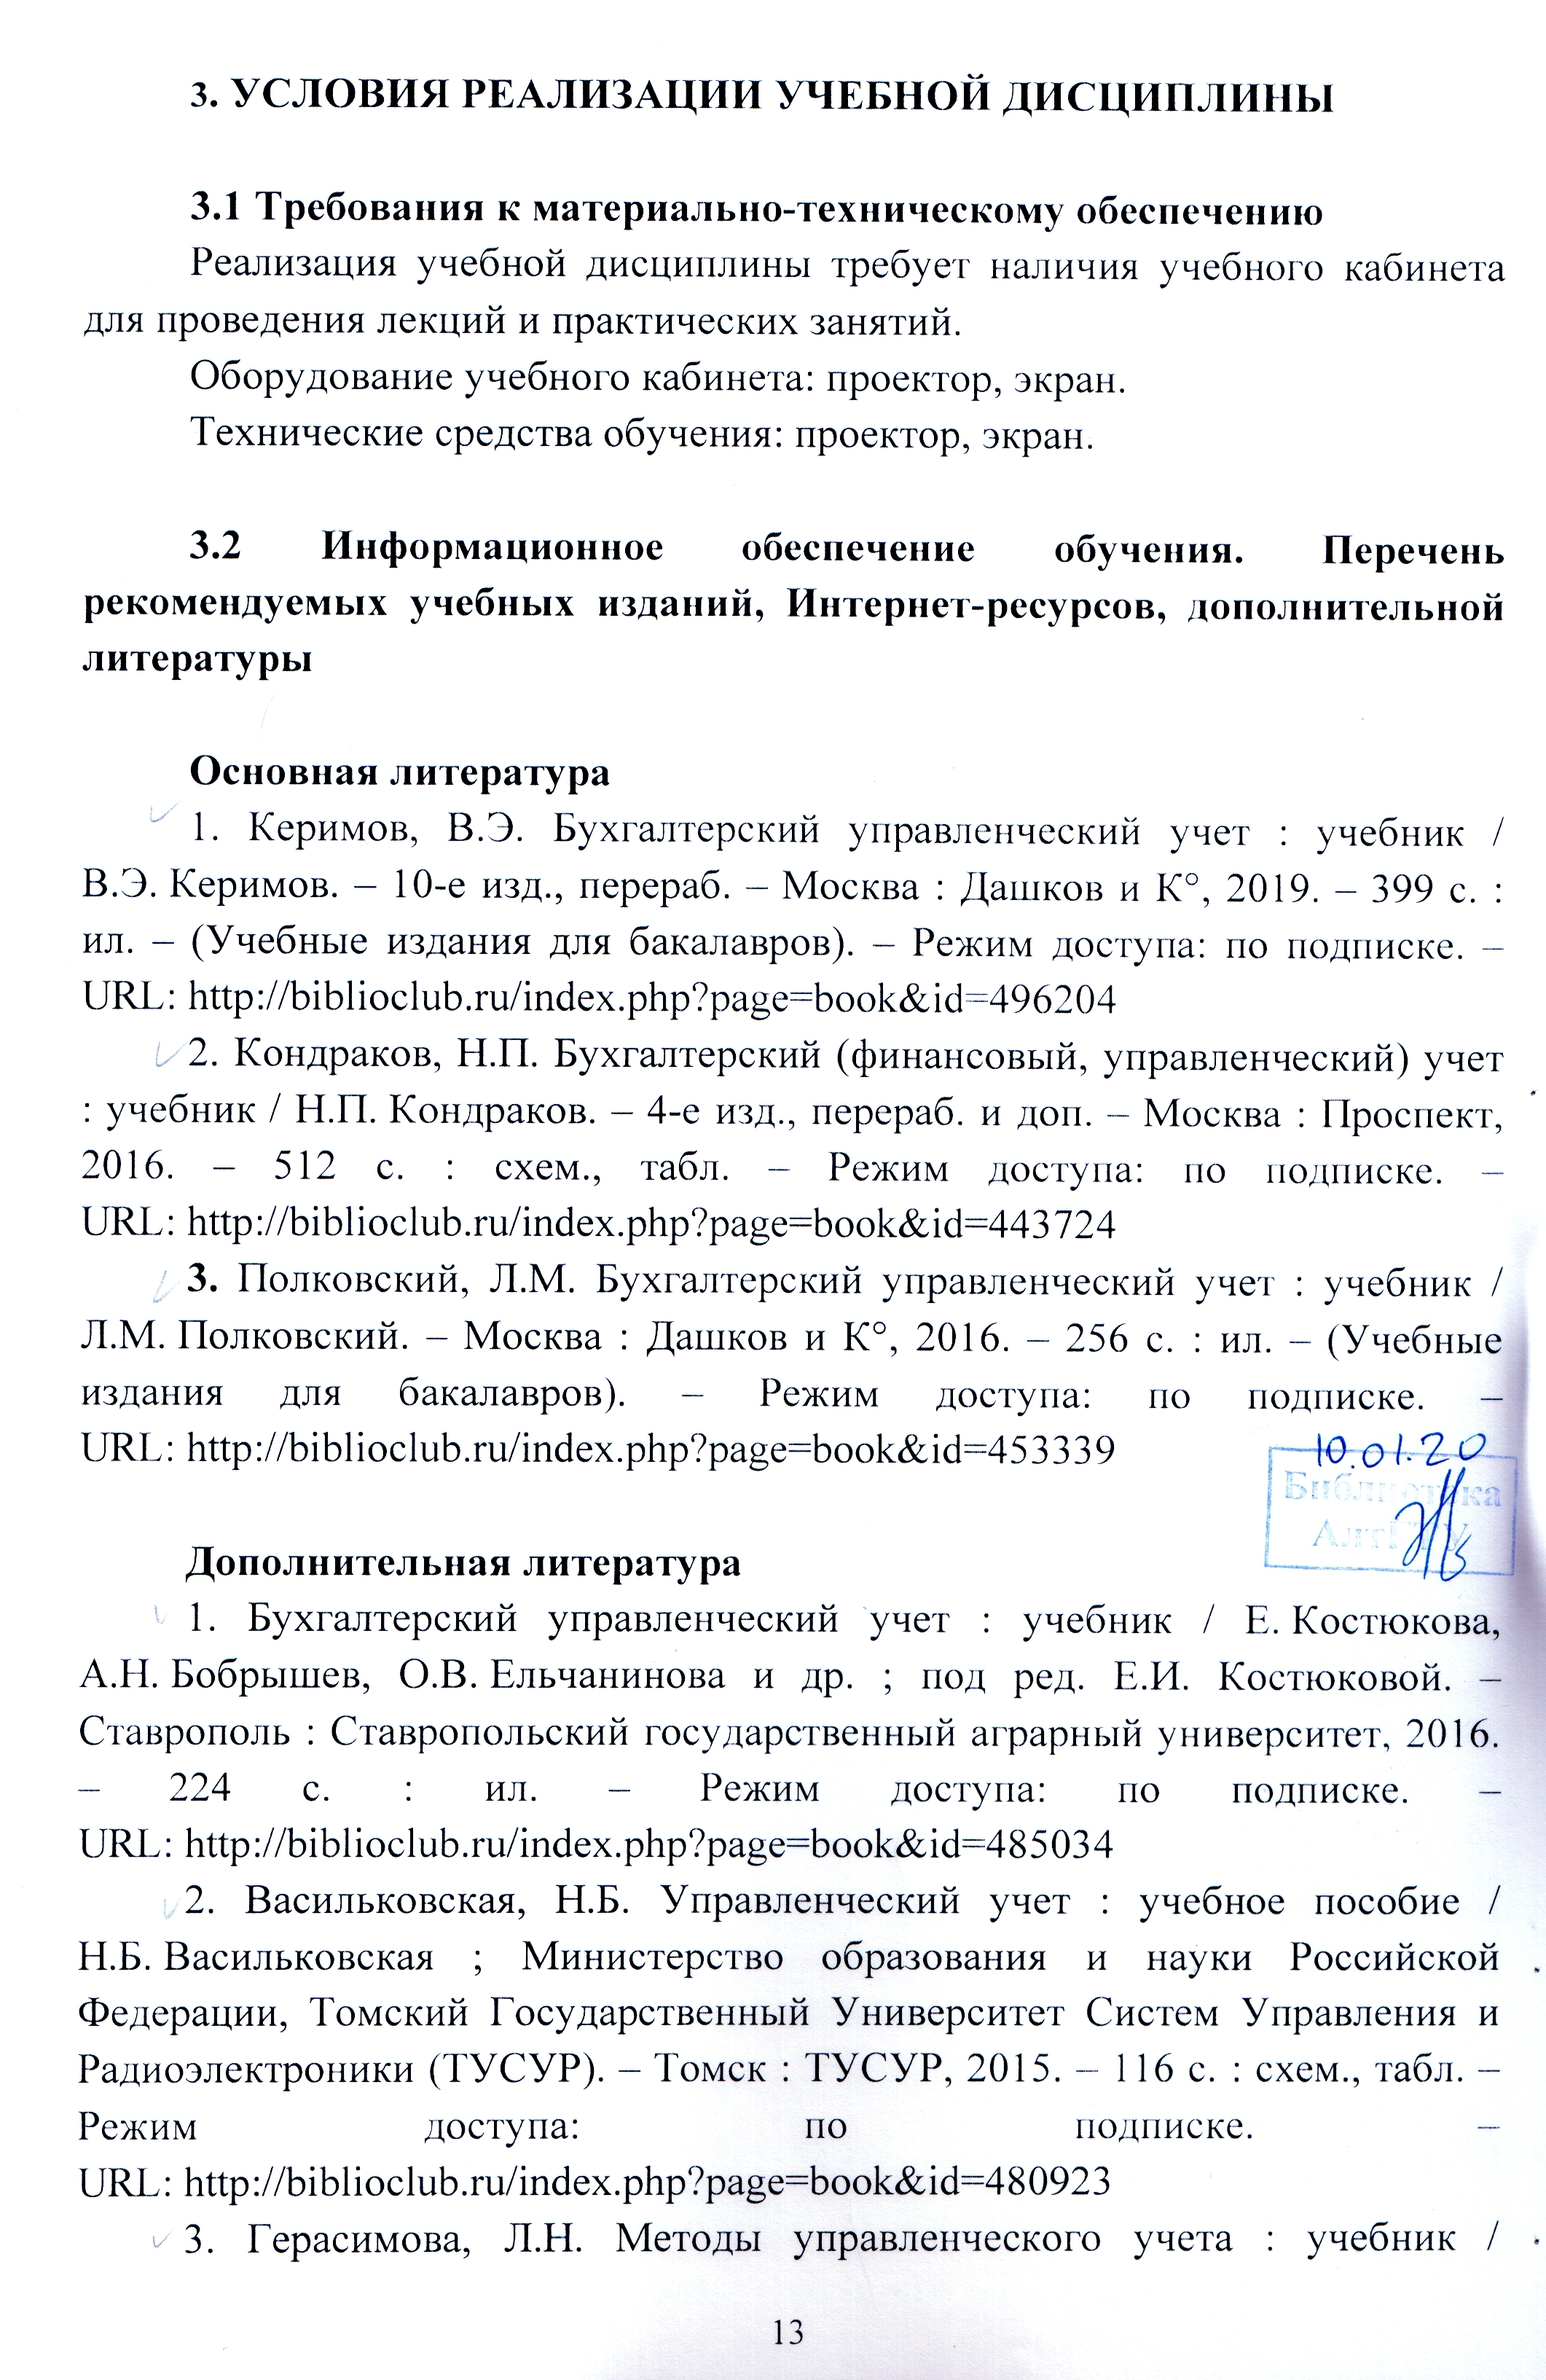 3. УСЛОВИЯ РЕАЛИЗАЦИИ УЧЕБНОЙ ДИСЦИПЛИНЫ
3.1 Требования к материально-техническому обеспечению
Реализация учебной дисциплины требует наличия учебного кабинета
для проведения лекций и практических занятий.
Оборудование учебного кабинета: проектор, экран.
Технические средства обучения: проектор, экран.
3.2 Информационное обеспечение обучения. Перечень
рекомендуемых учебных изданий, Интернет-ресурсов, дополнительной
литературы
Основная литература
1. Керимов, В.Э. Бухгалтерский управленческий учет : учебник /
В.Э. Керимов. – 10-е изд., перераб. – Москва : Дашков и К°, 2019. – 399 с. :
ил. – (Учебные издания для бакалавров). – Режим доступа: по подписке. –
URL: http://biblioclub.ru/index.php?page=book&id=496204
2. Кондраков, Н.П. Бухгалтерский (финансовый, управленческий) учет
: учебник / Н.П. Кондраков. – 4-е изд., перераб. и доп. – Москва : Проспект,
2016. – 512 с. : схем., табл. – Режим доступа: по подписке. –
URL: http://biblioclub.ru/index.php?page=book&id=443724
3. Полковский, Л.М. Бухгалтерский управленческий учет : учебник /
Л.М. Полковский. – Москва : Дашков и К°, 2016. – 256 с. : ил. – (Учебные
издания для бакалавров). – Режим доступа: по подписке. –
URL: http://biblioclub.ru/index.php?page=book&id=453339
10.01.20
Библиотека
Дополнительная литература
1. Бухгалтерский управленческий учет : учебник / Е. Костюкова,
А.Н. Бобрышев, О.В. Ельчанинова и др. ; под ред. Е.И. Костюковой. –
Ставрополь : Ставропольский государственный аграрный университет, 2016.
– 224 с. : ил. – Режим доступа: по подписке. –
URL: http://biblioclub.ru/index.php?page=book&id=485034
2. Васильковская, Н.Б. Управленческий учет : учебное пособие /
Н.Б. Васильковская ; Министерство образования и науки Российской
Федерации, Томский Государственный Университет Систем Управления и
Радиоэлектроники (ТУСУР). – Томск : ТУСУР, 2015. – 116 с. : схем., табл. –
Режим доступа: по подписке. –
URL: http://biblioclub.ru/index.php?page=book&id=480923
3. Герасимова, Л.Н. Методы управленческого учета : учебник /
13